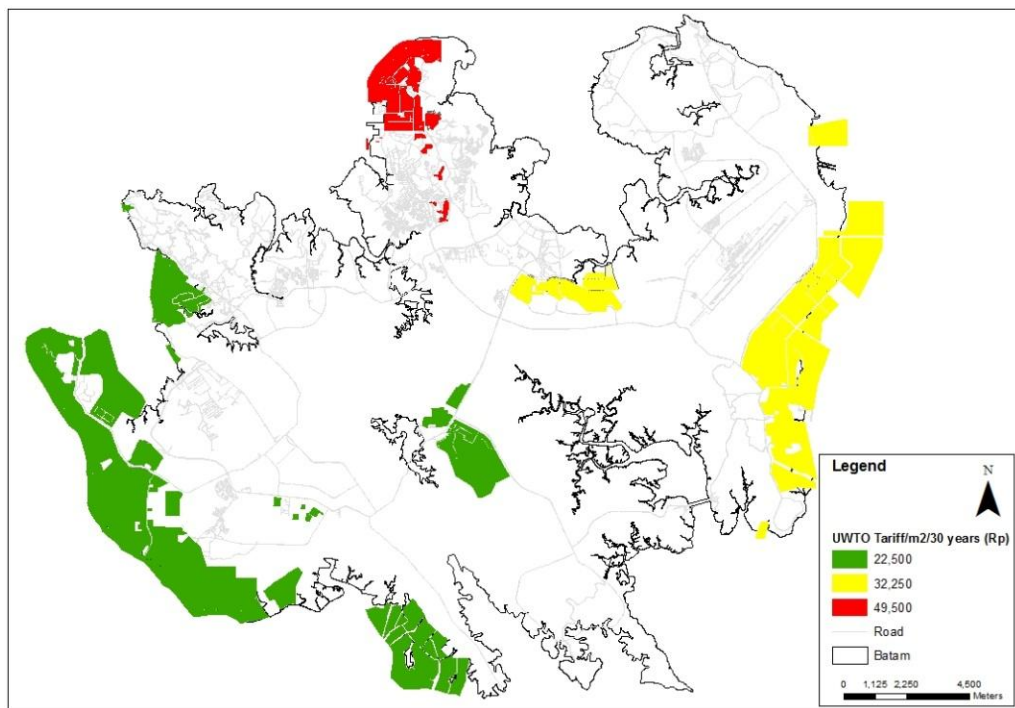 Legend
N
UWTO Tariff/m2/30 years (Rp)
22,500
32,250
49,500
Road
Batam
0 1,125 2,250 4,500
Meters